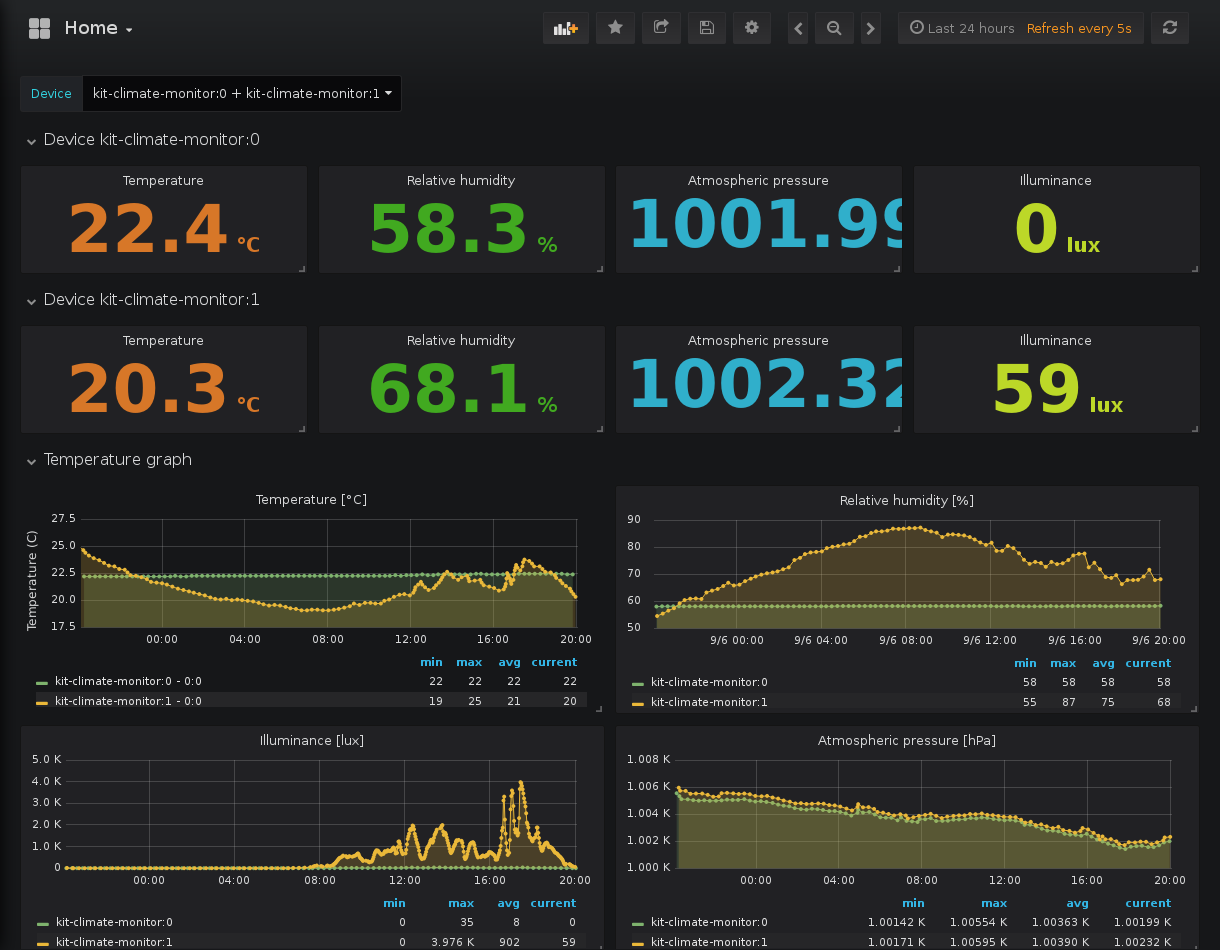 Home
Last 24 hours Refresh every 5s
Device kit-climate-monitor:0 + kit-climate-monitor:1
Device kit-climate-monitor:0
Temperature Relative humidity Atmospheric pressure Illuminance
22.4 °C 58.3 % 1001.99 0 lux
Device kit-climate-monitor:1
Temperature Relative humidity Atmospheric pressure Illuminance
20.3 °C 68.1 % 1002.32 59 lux
Temperature graph
Temperature [°C]
Temperature (C)
27.5
25.0
22.5
20.0
17.5
00:00 04:00 08:00 12:00 16:00 20:00
min max avg current
kit-climate-monitor:0 - 0:0 22 22 22 22
kit-climate-monitor:1 - 0:0 19 25 21 20
Relative humidity [%]
90
80
70
60
50
9/6 00:00 9/6 04:00 9/6 08:00 9/6 12:00 9/6 16:00 9/6 20:00
min max avg current
kit-climate-monitor:0 58 58 58 58
kit-climate-monitor:1 55 87 75 68
Illuminance [lux]
5.0 K
4.0 K
3.0 K
2.0 K
1.0 K
0
00:00 04:00 08:00 12:00 16:00 20:00
min max avg current
kit-climate-monitor:0 0 35 8 0
kit-climate-monitor:1 0 3.976 K 902 59
Atmospheric pressure [hPa]
1.008 K
1.006 K
1.004 K
1.002 K
1.000 K
00:00 04:00 08:00 12:00 16:00 20:00
min max avg current
kit-climate-monitor:0 1.00142 K 1.00554 K 1.00363 K 1.00199 K
kit-climate-monitor:1 1.00171 K 1.00595 K 1.00390 K 1.00232 K